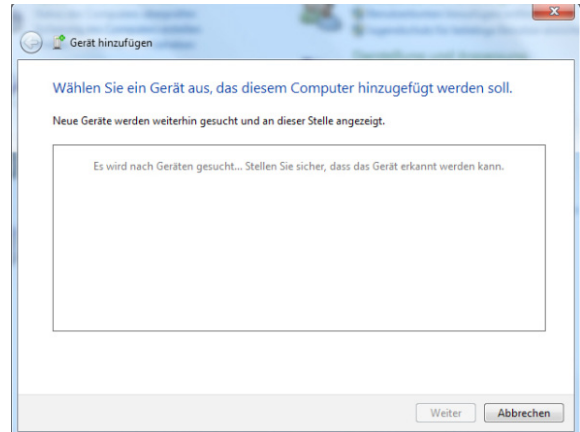 Gerät hinzufügen
Wählen Sie ein Gerät aus, das diesem Computer hinzugefügt werden soll.
Neue Geräte werden weiterhin gesucht und an dieser Stelle angezeigt.
Es wird nach Geräten gesucht... Stellen Sie sicher, dass das Gerät erkannt werden kann.
Weiter
Abbrechen